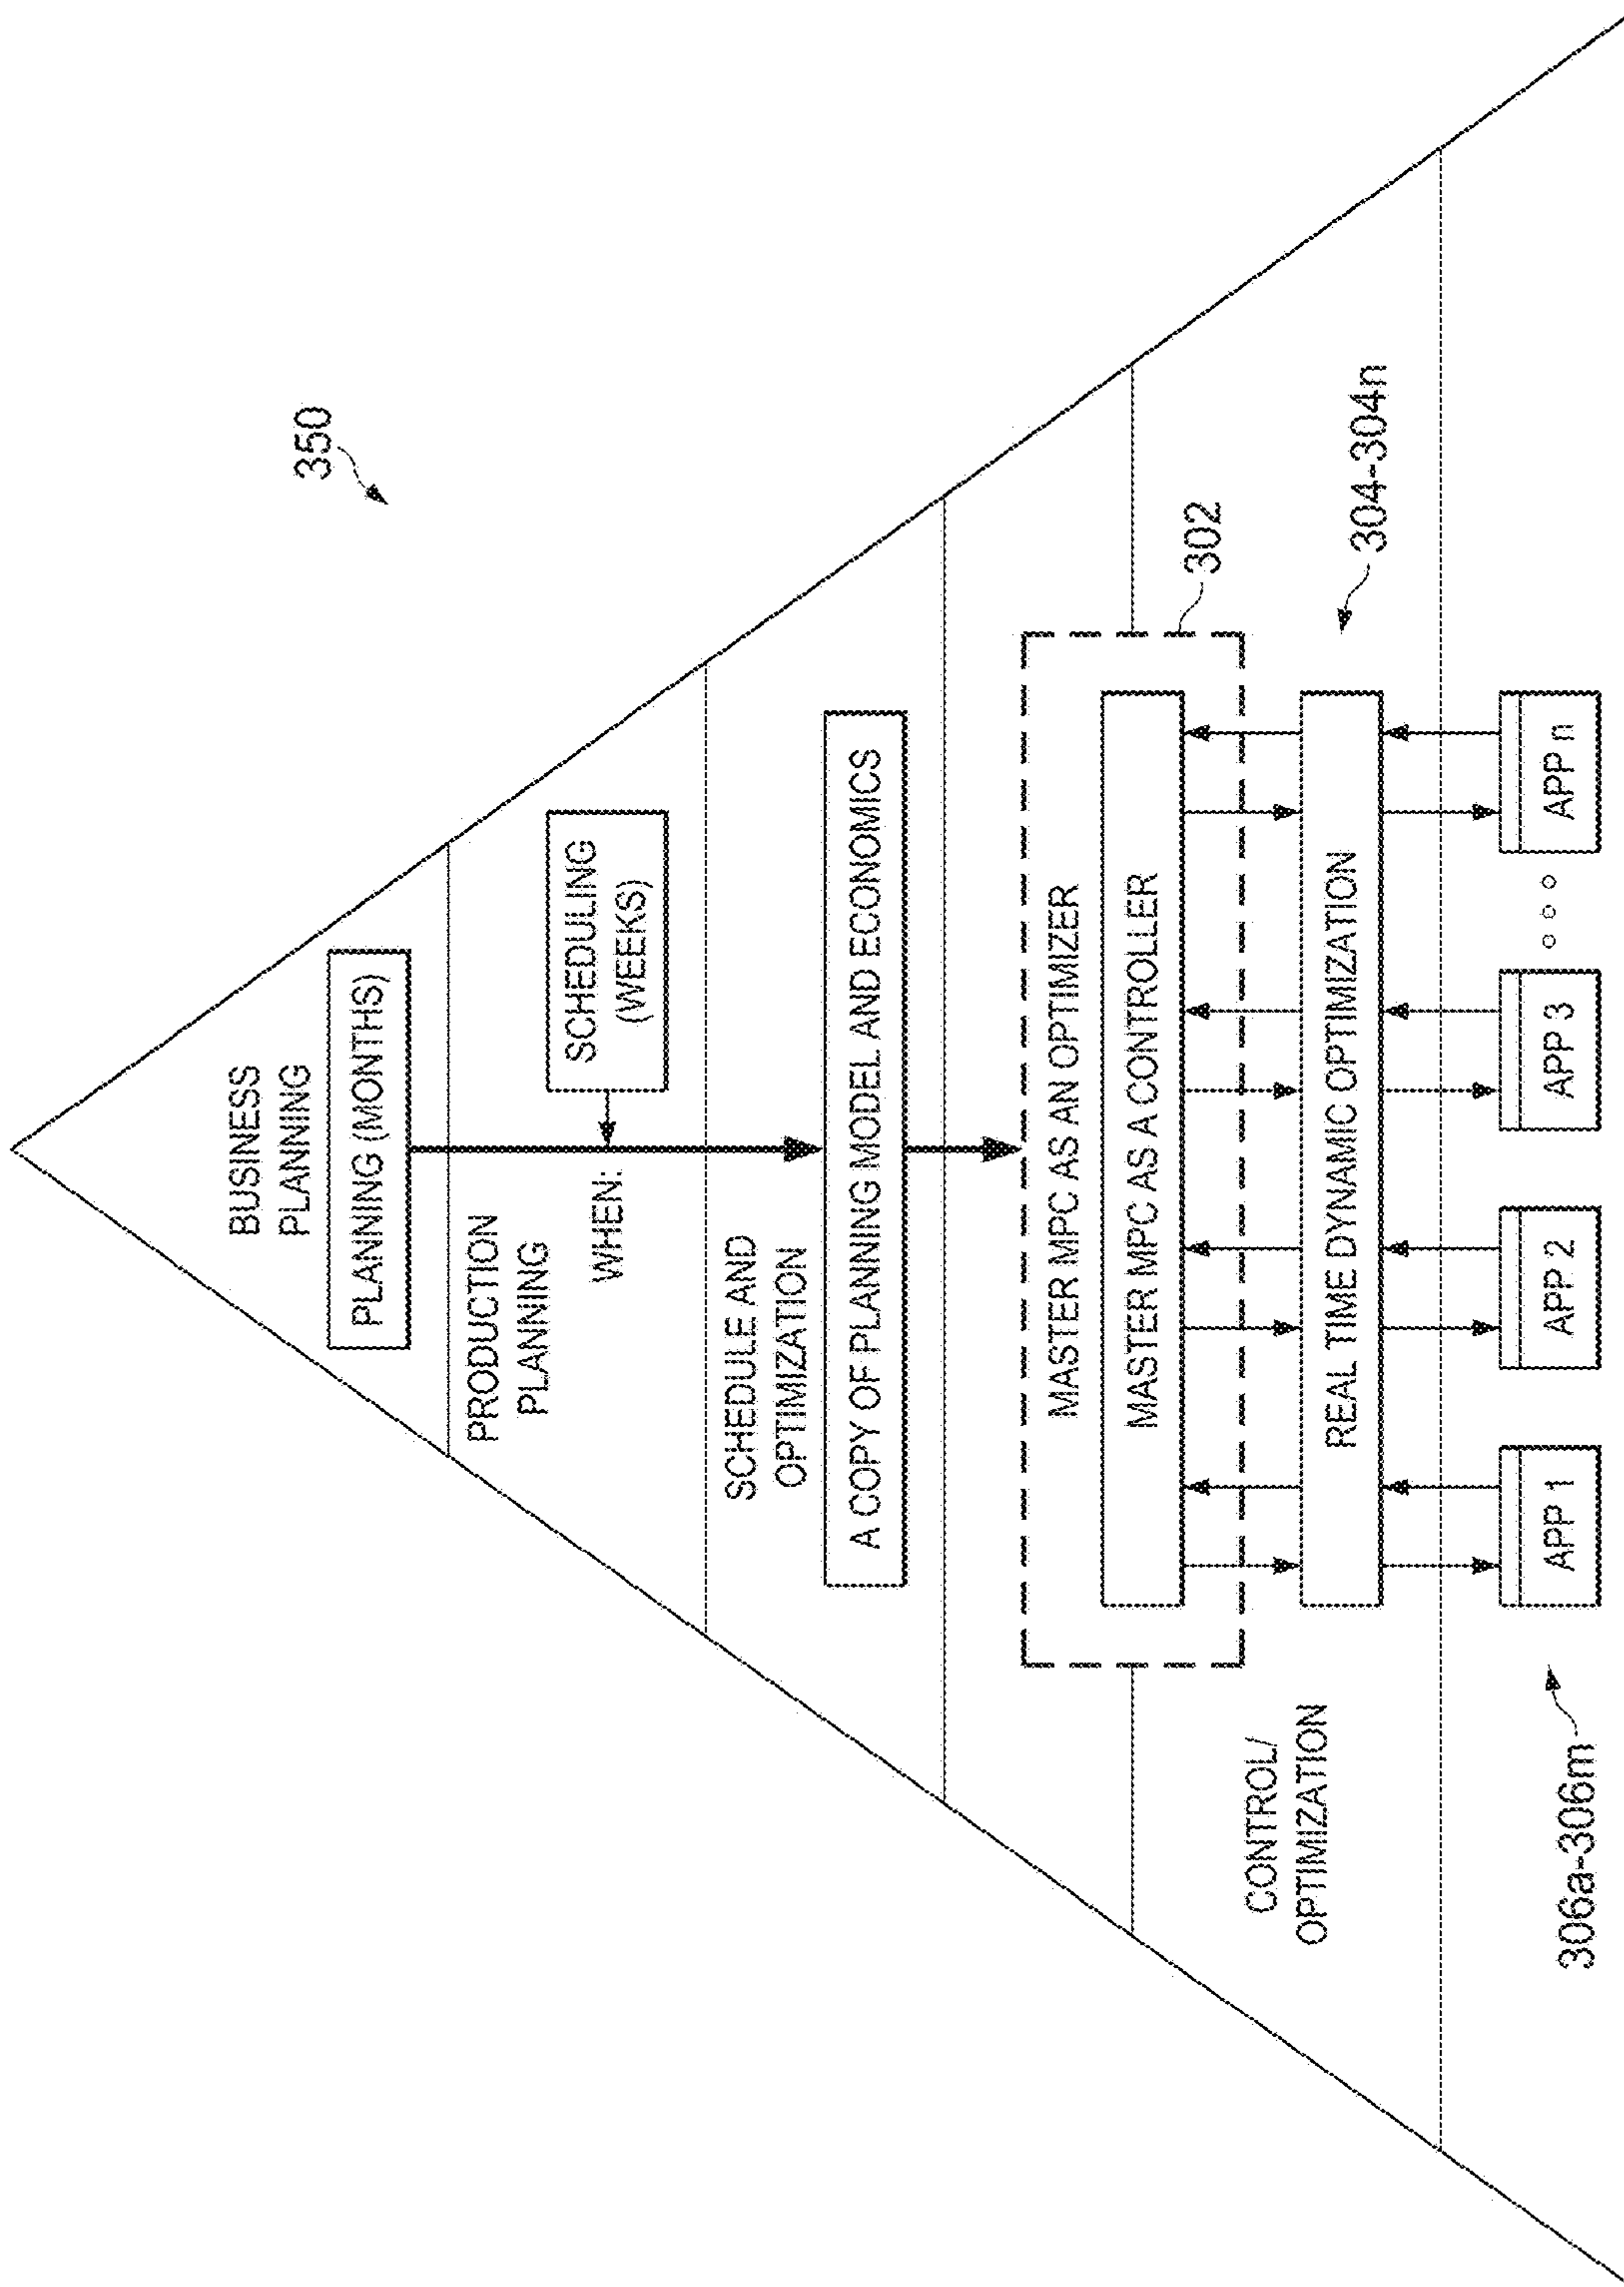 350
BUSINESS
PLANNING
PLANNING (MONTHS)
PRODUCTION
PLANNING
WHEN:
SCHEDULING
(WEEKS)
SCHEDULE AND
OPTIMIZATION
A COPY OF PLANNING MODEL AND ECONOMICS
MASTER MPC AS AN OPTIMIZER
MASTER MPC AS A CONTROLLER
302
CONTROL/
OPTIMIZATION
REAL TIME DYNAMIC OPTIMIZATION
304-304n
306a-306m
APP 1
APP 2
APP 3
APP n